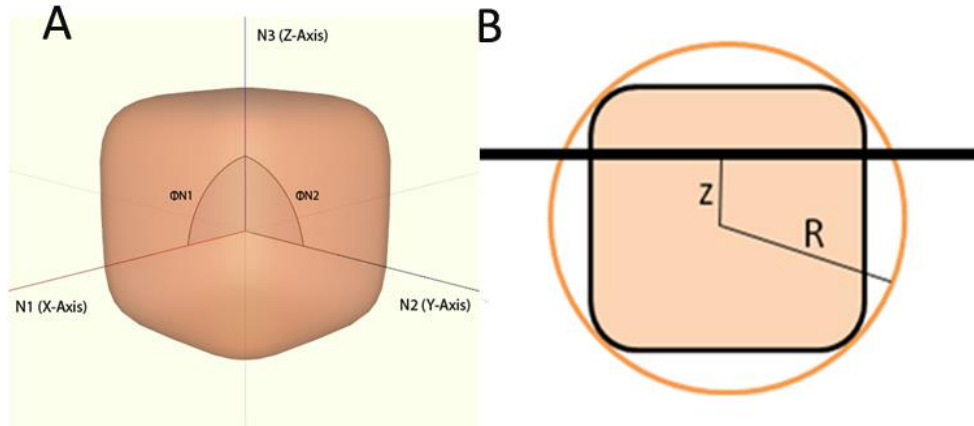 A
N3 (Z-Axis)
B
ΦN1
ΦN2
N1 (X-Axis)
N2 (Y-Axis)
Z
R